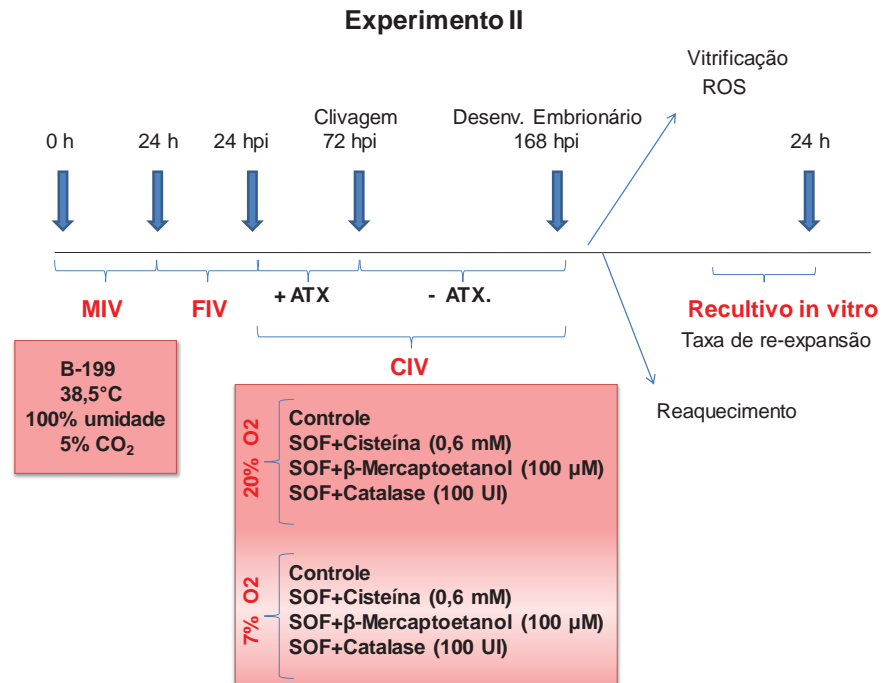 Experimento II
Vitrificação
ROS
Clivagem
Desenv. Embrionário
0 h
24 h
24 hpi
72 hpi
168 hpi
24 h
+ ATX
- ATX.
MIV
FIV
Recultivo in vitro
Taxa de re-expansão
CIV
Reaquecimento
B-199
38,5°C
100% umidade
5% CO₂
20% O2
Controle
SOF+Cisteína (0,6 mM)
SOF+β-Mercaptoetanol (100 μM)
SOF+Catalase (100 UI)
7% O2
Controle
SOF+Cisteína (0,6 mM)
SOF+β-Mercaptoetanol (100 μM)
SOF+Catalase (100 UI)